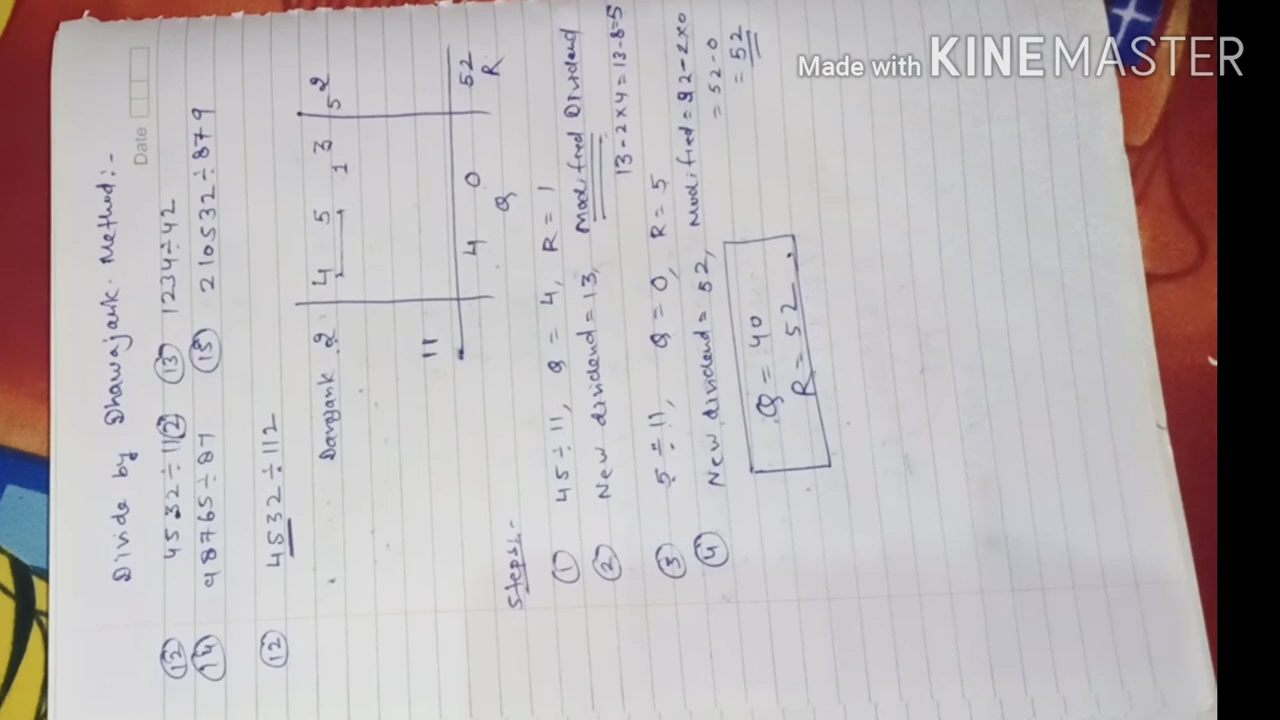 Date
Divide by Dhawajank Method:-
(12) 4532÷112 (13) 1234÷42
(14) 98765÷87 (15) 210532÷879
(12) 4532÷112
2 4 5 1 3 5 2
11
4 0 52
Q R
Steps:-
(1) 45÷11, Q = 4, R = 1
(2) New dividend = 13, Modified Dividend
13-2×4=13-8=5
(3) 5÷11, Q = 0, R = 5
(4) New dividend = 52, Modified = 52-2×0
= 52-0
= 52
Q = 40
R = 52
Made with KINEMASTER